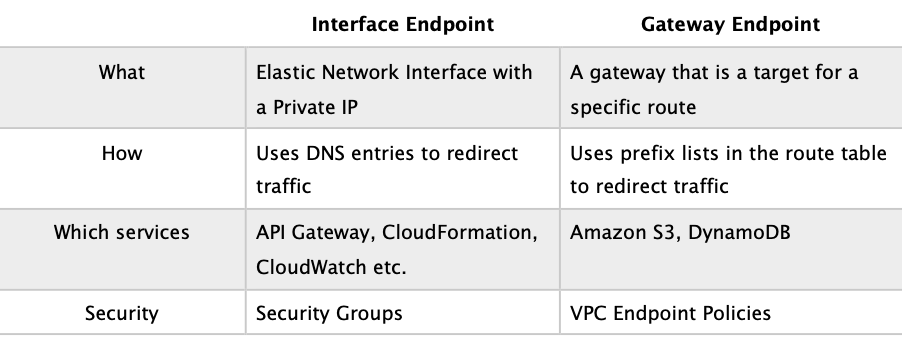 Interface Endpoint Gateway Endpoint
What Elastic Network Interface with a Private IP A gateway that is a target for a specific route
How Uses DNS entries to redirect traffic Uses prefix lists in the route table to redirect traffic
Which services API Gateway, CloudFormation, CloudWatch etc. Amazon S3, DynamoDB
Security Security Groups VPC Endpoint Policies